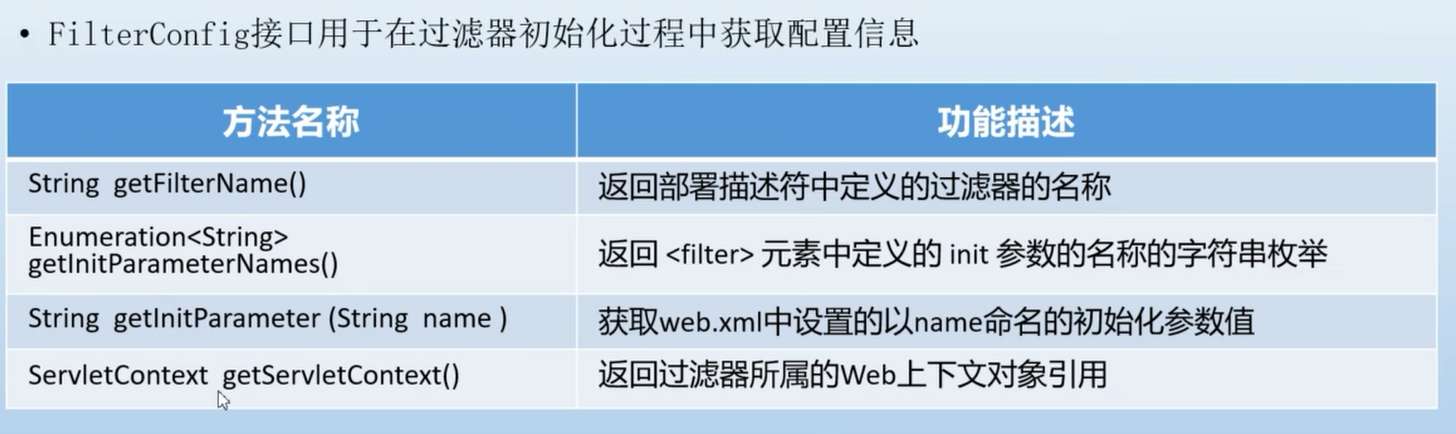 • FilterConfig接口用于在过滤器初始化过程中获取配置信息
方法名称
功能描述
String getFilterName()
返回部署描述符中定义的过滤器的名称
Enumeration<String>
getInitParameterNames()
返回 <filter> 元素中定义的 init 参数的名称的字符串枚举
String getInitParameter (String name )
获取web.xml中设置的以name命名的初始化参数值
ServletContext getServletContext()
返回过滤器所属的Web上下文对象引用